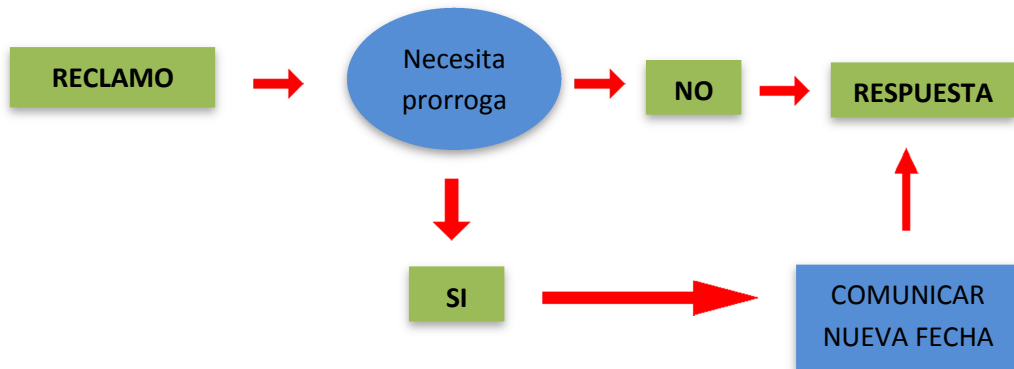 RECLAMO
Necesita
prorroga
NO
RESPUESTA
SI
COMUNICAR
NUEVA FECHA